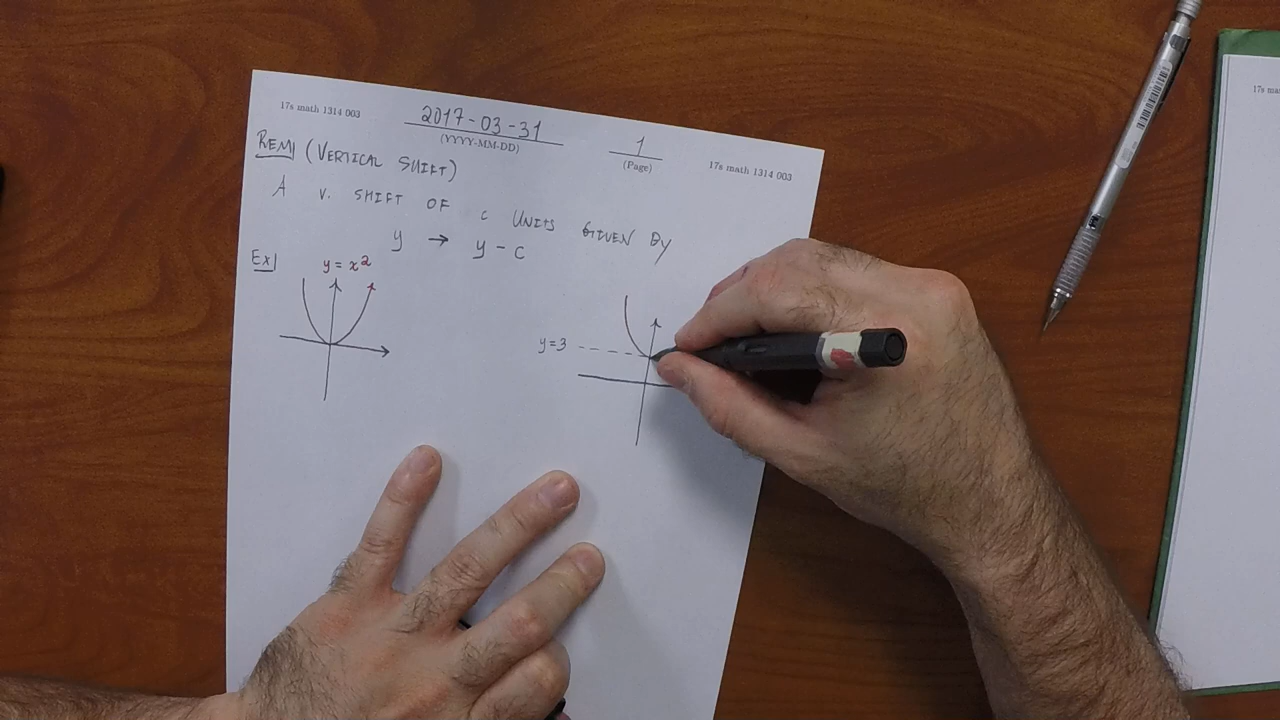 17s math 1314 003
2017-03-31
(YYYY-MM-DD)
1
(Page)
17s math 1314 003
REM (VERTICAL SHIFT)
A V. SHIFT OF c UNITS GIVEN BY
y → y - c
EX
y = x²
y=3